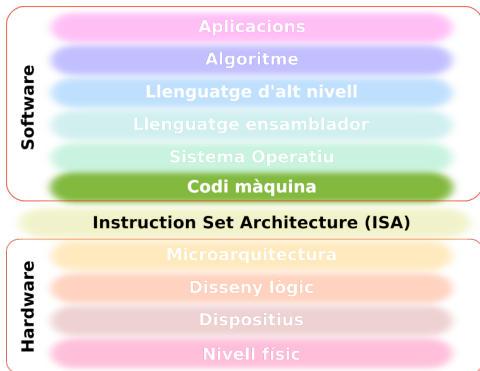 Software
Aplicacions
Algoritme
Llenguatge d'alt nivell
Llenguatge ensamblador
Sistema Operatiu
Codi màquina
Instruction Set Architecture (ISA)
Hardware
Microarquitectura
Disseny lògic
Dispositius
Nivell físic